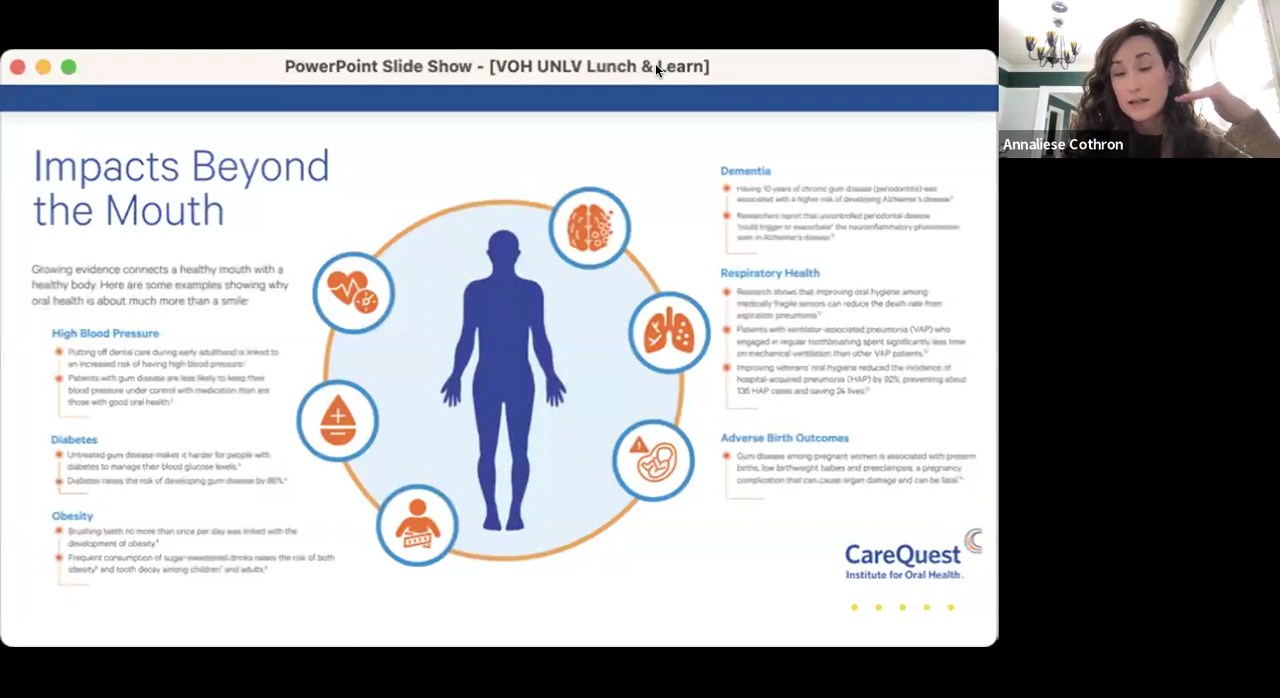 PowerPoint Slide Show - [VOH UNLV Lunch & Learn]
Annaliese Cothron
Impacts Beyond
the Mouth
Growing evidence connects a healthy mouth with a
healthy body. Here are some examples showing why
oral health is about much more than a smile:
High Blood Pressure
Putting off dental care during early adulthood is linked to
an increased risk of having high blood pressure.
Patients with gum disease are less likely to keep their
blood pressure under control with medication than are
those with good oral health.
Diabetes
Untreated gum disease makes it harder for people with
diabetes to manage their blood glucose levels.
Diabetes raises the risk of developing gum disease by 86%.
Obesity
Brushing teeth no more than once per day was linked with the
development of obesity.
Frequent consumption of sugar-sweetened drinks raises the risk of both
obesity and tooth decay among children and adults.
Dementia
Having 10 years of chronic gum disease (periodontitis) was
associated with a higher risk of developing Alzheimer's disease.
Researchers report that uncontrolled periodontal disease
"could trigger or exacerbate" the neuroinflammatory phenomenon
seen in Alzheimer's disease.
Respiratory Health
Research shows that improving oral hygiene among
medically fragile seniors can reduce the death rate from
aspiration pneumonia.
Patients with ventilator-associated pneumonia (VAP) who
engaged in regular toothbrushing spent significantly less time
on mechanical ventilation than other VAP patients.
Improving veterans' oral hygiene reduced the incidence of
hospital-acquired pneumonia (HAP) by 92%, preventing about
136 HAP cases and saving 24 lives.
Adverse Birth Outcomes
Gum disease among pregnant women is associated with preterm
births, low birthweight babies and preeclampsia, a pregnancy
complication that can cause organ damage and can be fatal.
CareQuest
Institute for Oral Health.